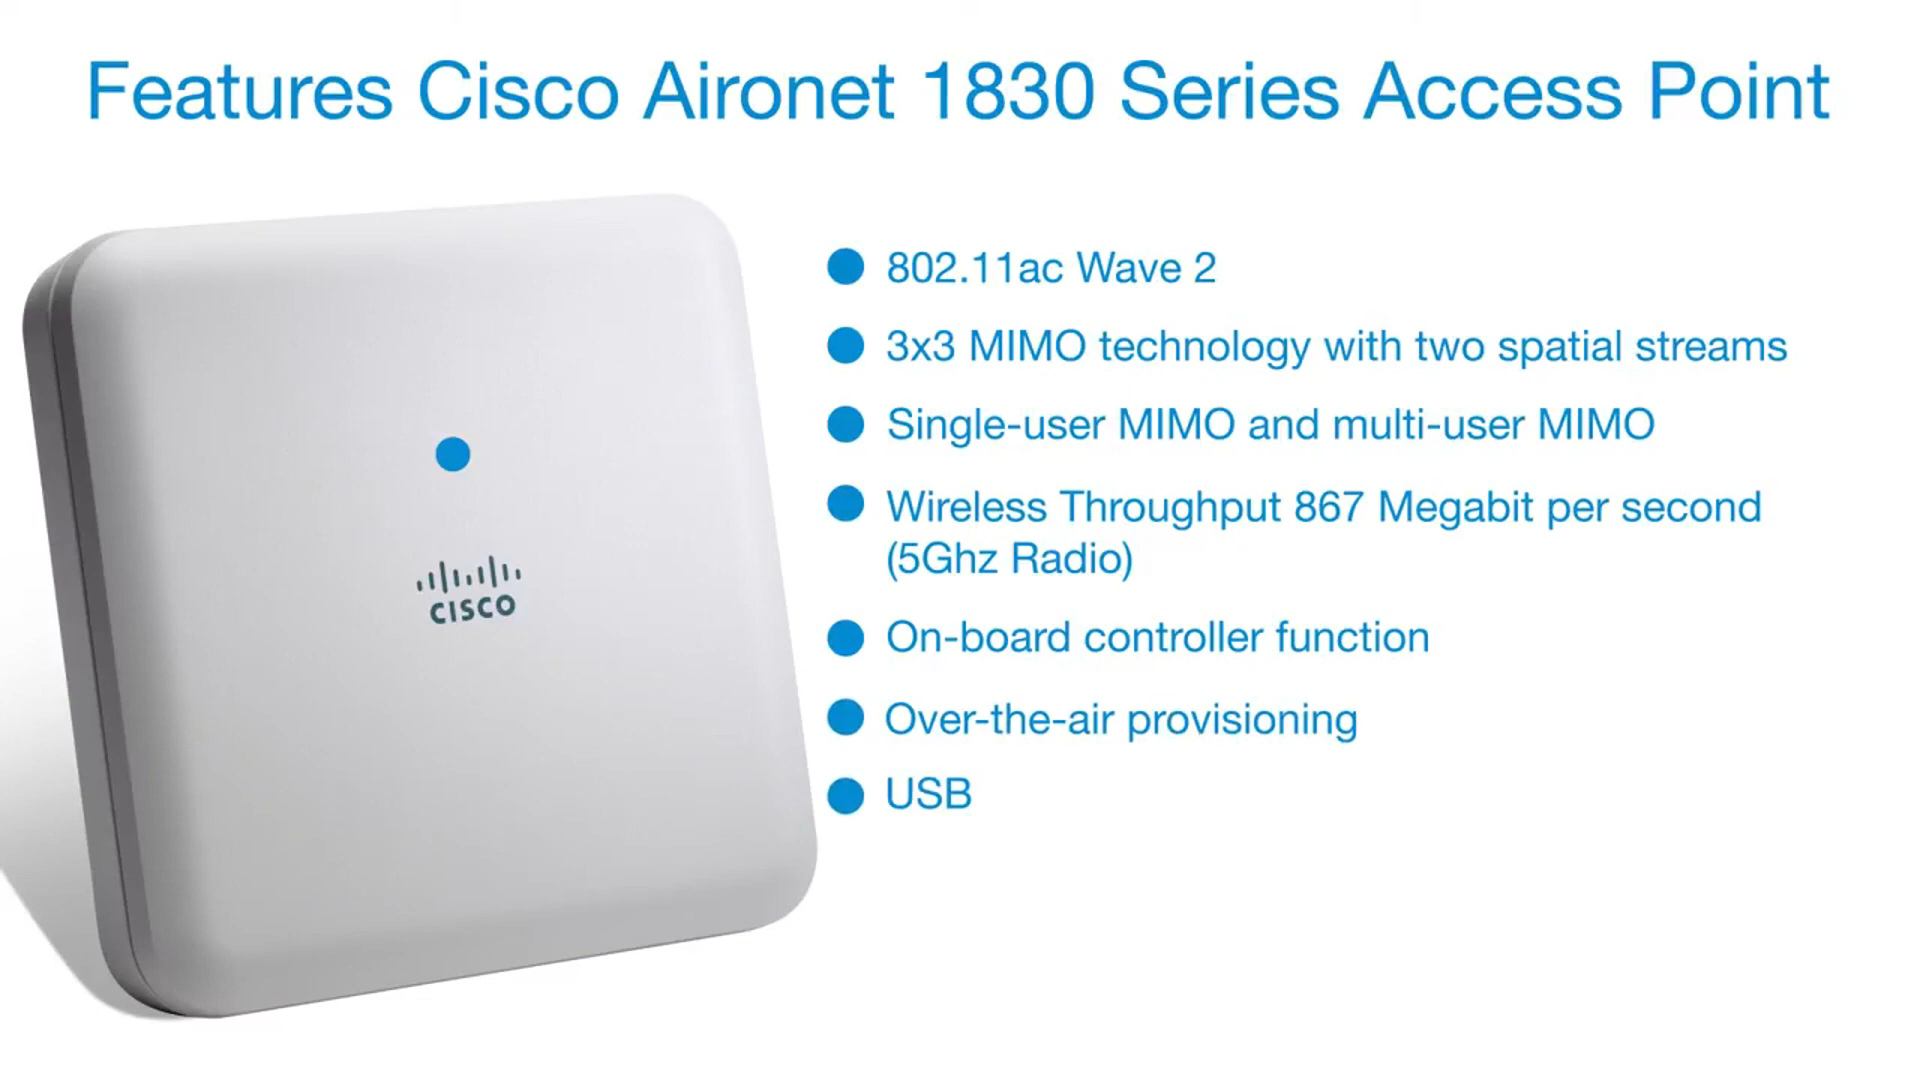 Features Cisco Aironet 1830 Series Access Point
802.11ac Wave 2
3x3 MIMO technology with two spatial streams
Single-user MIMO and multi-user MIMO
Wireless Throughput 867 Megabit per second
(5Ghz Radio)
On-board controller function
Over-the-air provisioning
USB
CISCO